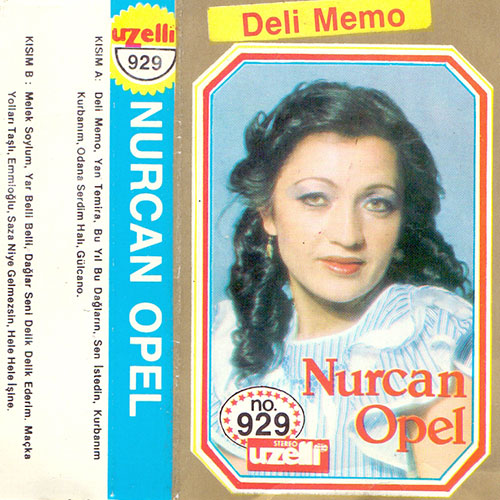 KISIM A: Deli Memo, Yan Temira, Bu Yıl Bu Dağların, Sen İstedin, Kurbanım
Kurbanım, Odana Serdim Halı, Gülcano.
KISIM B: Melek Soylum, Yar Belli Belli, Dağlar Seni Delik Delik Ederim. Maçka
Yolları Taşlı, Emmioğlu, Saza Niye Gelmezsin, Hele Hele İşine.
uzelli
929
NURCAN OPEL
Deli Memo
Nurcan
Opel
no.
929
STEREO
uzelli